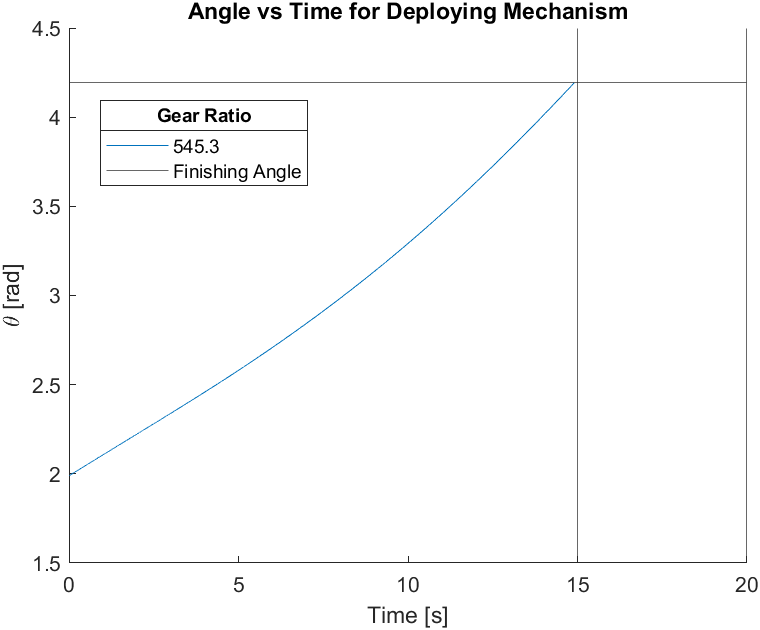 Angle vs Time for Deploying Mechanism
4.5
4
3.5
3
2.5
2
1.5
θ [rad]
Gear Ratio
545.3
Finishing Angle
0
5
10
15
20
Time [s]